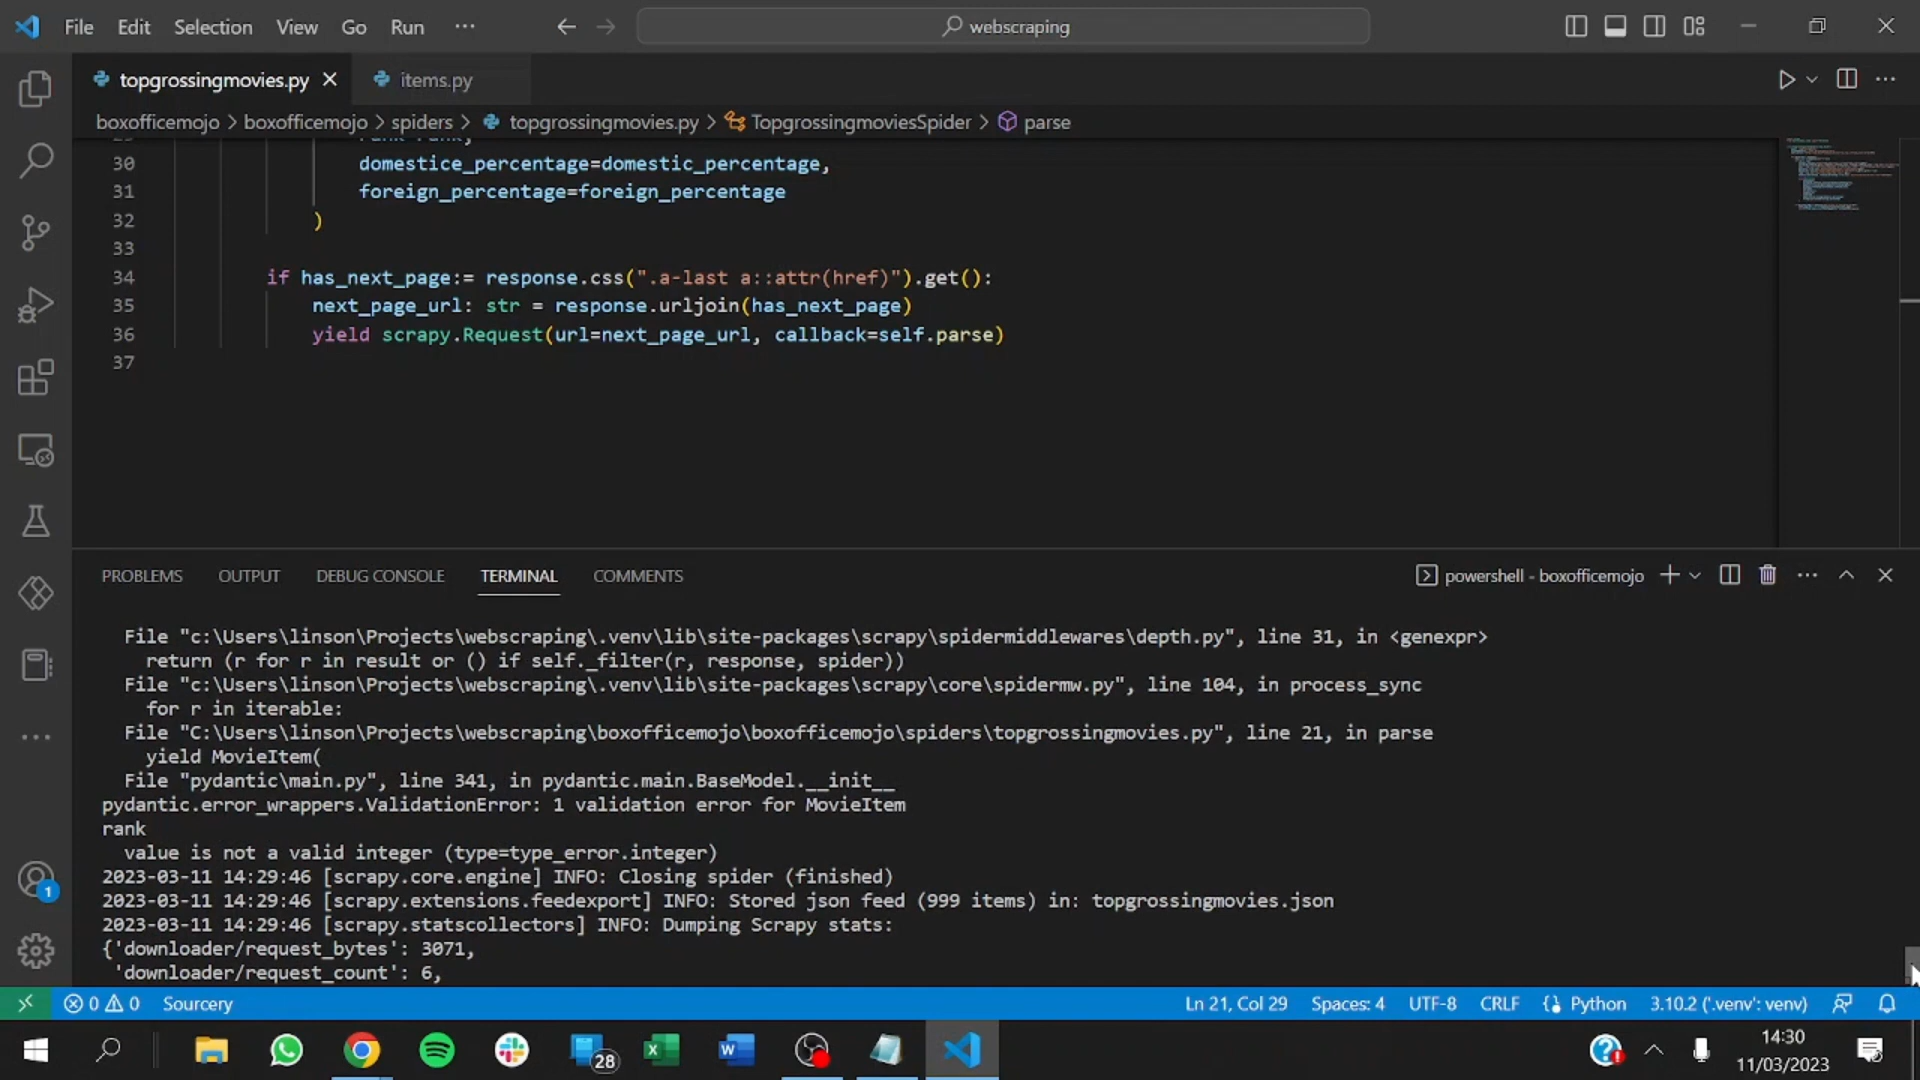 File Edit Selection View Go Run ···
webscraping
topgrossingmovies.py
items.py
boxofficemojo > boxofficemojo > spiders > topgrossingmovies.py > TopgrossingmoviesSpider > parse
30 domestice_percentage=domestic_percentage,
31 foreign_percentage=foreign_percentage
32 )
33
34 if has_next_page:= response.css(".a-last a::attr(href)").get():
35 next_page_url: str = response.urljoin(has_next_page)
36 yield scrapy.Request(url=next_page_url, callback=self.parse)
37
PROBLEMS OUTPUT DEBUG CONSOLE TERMINAL COMMENTS
powershell - boxofficemojo
File "c:\Users\linson\Projects\webscraping\.venv\lib\site-packages\scrapy\spidermiddlewares\depth.py", line 31, in <genexpr>
return (r for r in result or () if self._filter(r, response, spider))
File "c:\Users\linson\Projects\webscraping\.venv\lib\site-packages\scrapy\core\spidermw.py", line 104, in process_sync
for r in iterable:
File "C:\Users\linson\Projects\webscraping\boxofficemojo\boxofficemojo\spiders\topgrossingmovies.py", line 21, in parse
yield MovieItem(
File "pydantic\main.py", line 341, in pydantic.main.BaseModel.__init__
pydantic.error_wrappers.ValidationError: 1 validation error for MovieItem
rank
value is not a valid integer (type=type_error.integer)
2023-03-11 14:29:46 [scrapy.core.engine] INFO: Closing spider (finished)
2023-03-11 14:29:46 [scrapy.extensions.feedexport] INFO: Stored json feed (999 items) in: topgrossingmovies.json
2023-03-11 14:29:46 [scrapy.statscollectors] INFO: Dumping Scrapy stats:
{'downloader/request_bytes': 3071,
'downloader/request_count': 6,
1
0 0 Sourcery
Ln 21, Col 29 Spaces: 4 UTF-8 CRLF Python 3.10.2 ('.venv': venv)
28
14:30
11/03/2023